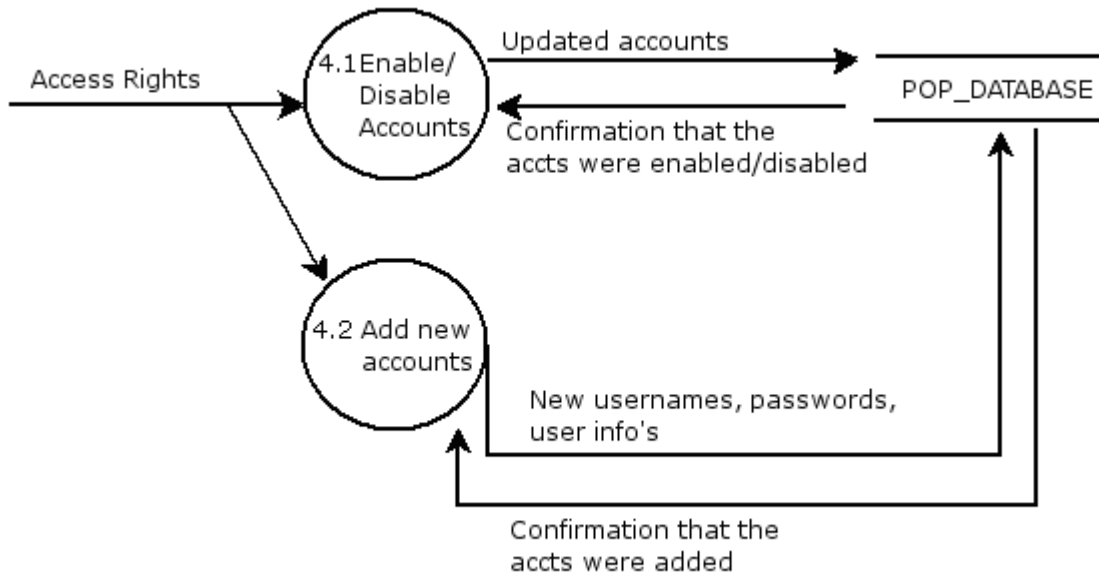 Updated accounts
Access Rights
4.1Enable/
Disable
Accounts
POP_DATABASE
Confirmation that the
accts were enabled/disabled
4.2 Add new
accounts
New usernames, passwords,
user info's
Confirmation that the
accts were added